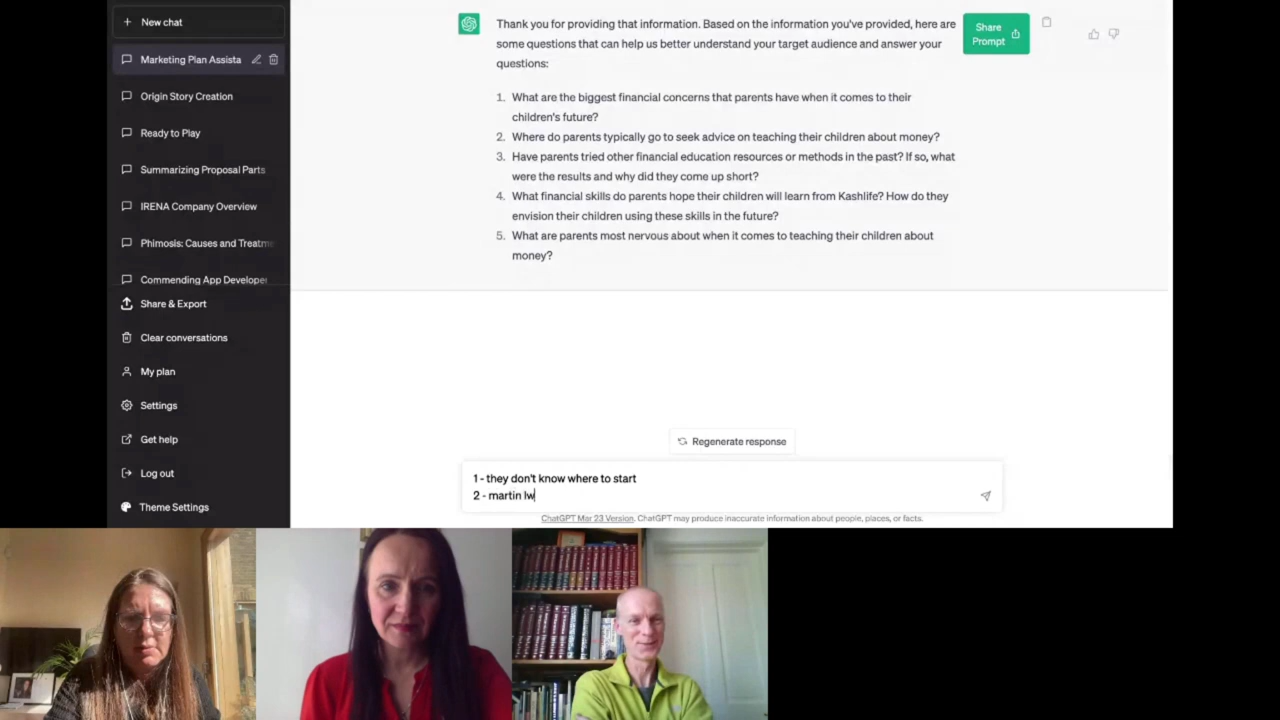 New chat
Marketing Plan Assista
Origin Story Creation
Ready to Play
Summarizing Proposal Parts
IRENA Company Overview
Phimosis: Causes and Treatme
Commending App Developer
Share & Export
Clear conversations
My plan
Settings
Get help
Log out
Theme Settings
Thank you for providing that information. Based on the information you've provided, here are
some questions that can help us better understand your target audience and answer your
questions:
1. What are the biggest financial concerns that parents have when it comes to their
children's future?
2. Where do parents typically go to seek advice on teaching their children about money?
3. Have parents tried other financial education resources or methods in the past? If so, what
were the results and why did they come up short?
4. What financial skills do parents hope their children will learn from Kashlife? How do they
envision their children using these skills in the future?
5. What are parents most nervous about when it comes to teaching their children about
money?
Share
Prompt
Regenerate response
1 - they don't know where to start
2 - martin lw
ChatGPT Mar 23 Version. ChatGPT may produce inaccurate information about people, places, or facts.